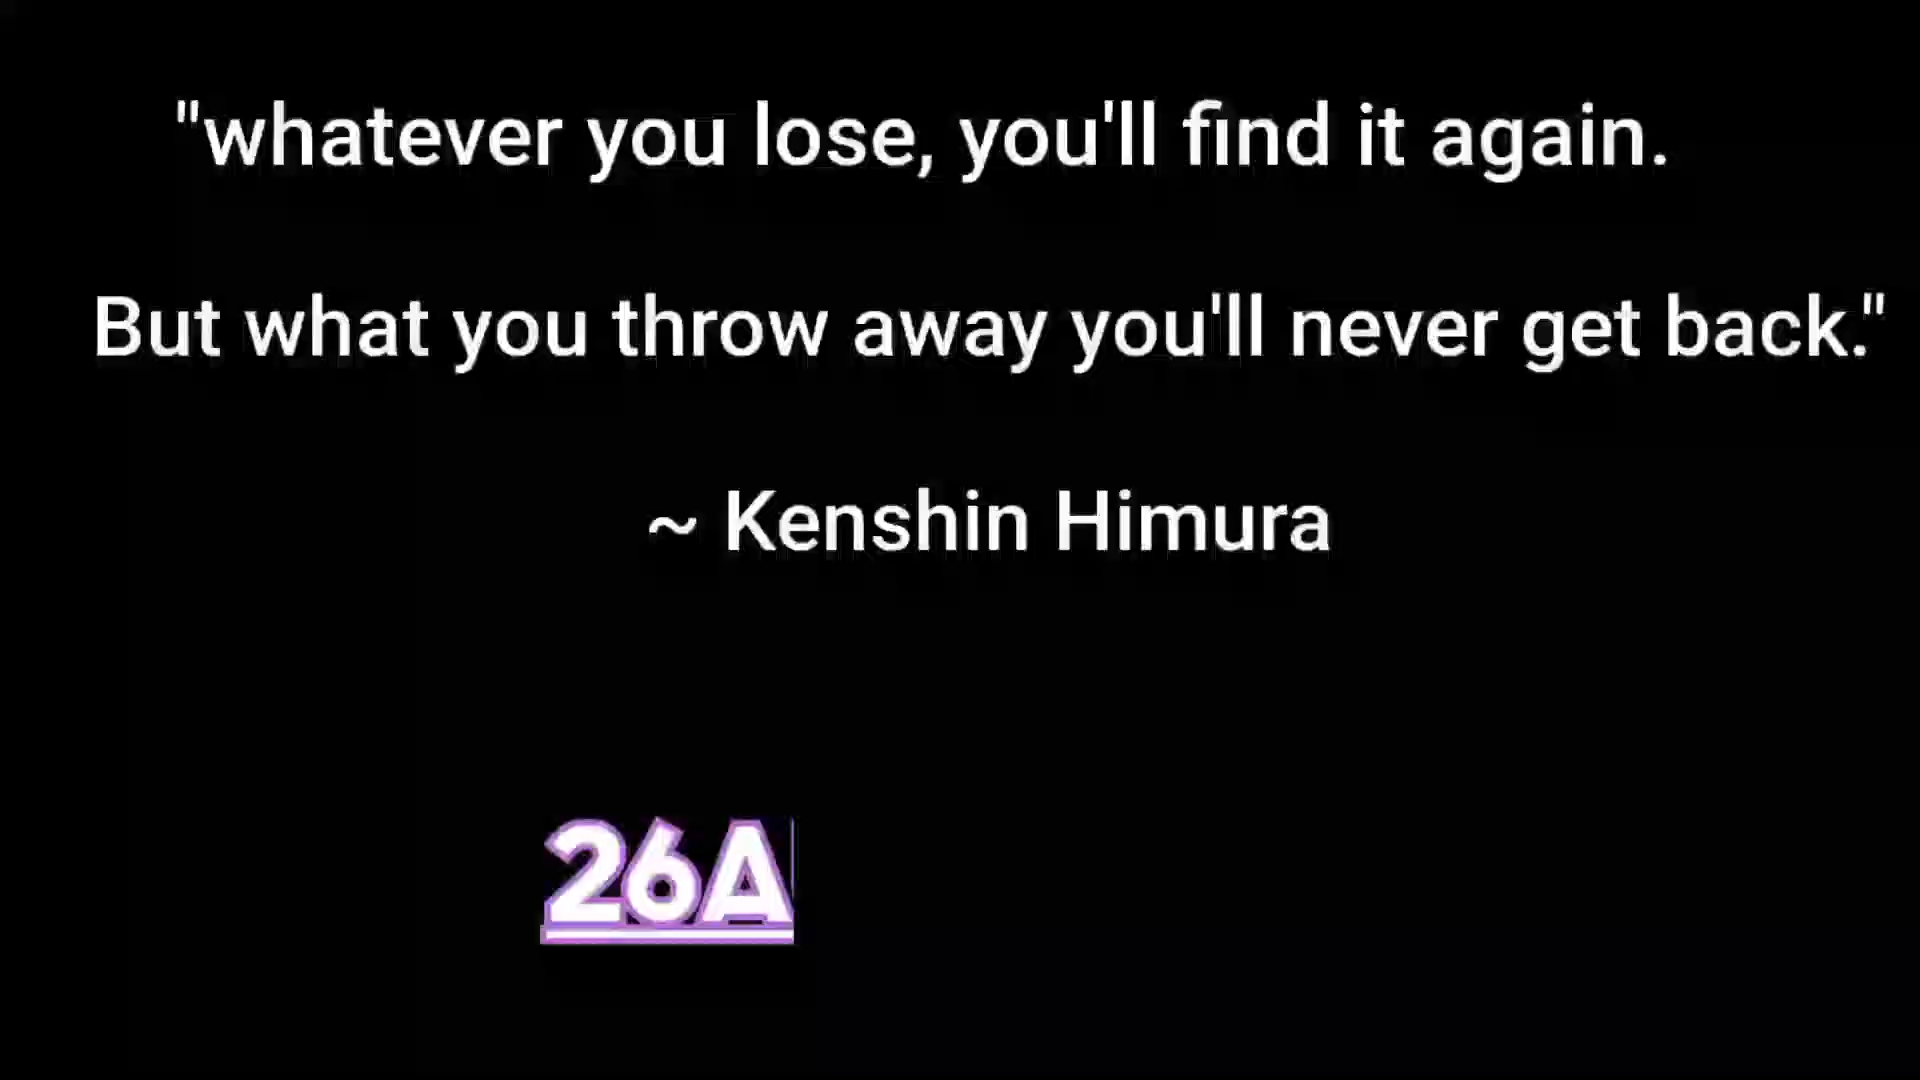 "whatever you lose, you'll find it again.
But what you throw away you'll never get back."
~ Kenshin Himura
26A